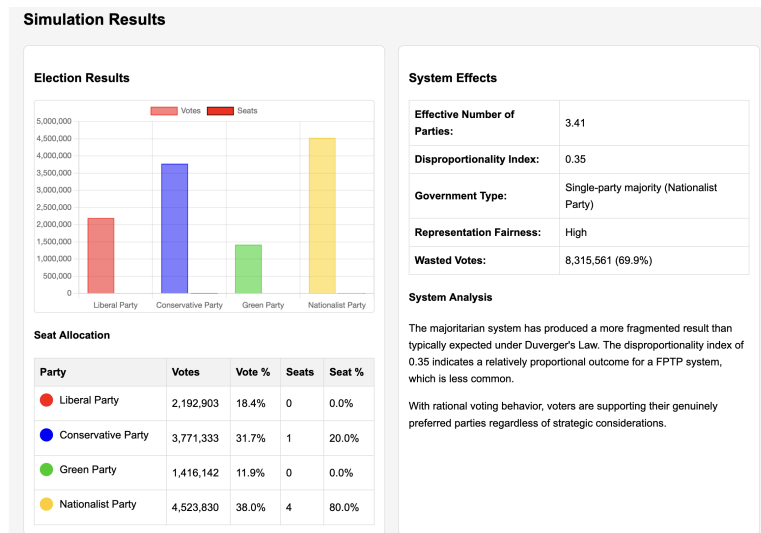 Simulation Results
Election Results
Votes Seats
5,000,000
4,500,000
4,000,000
3,500,000
3,000,000
2,500,000
2,000,000
1,500,000
1,000,000
500,000
0
Liberal Party Conservative Party Green Party Nationalist Party
Seat Allocation
Party Votes Vote % Seats Seat %
Liberal Party 2,192,903 18.4% 0 0.0%
Conservative Party 3,771,333 31.7% 1 20.0%
Green Party 1,416,142 11.9% 0 0.0%
Nationalist Party 4,523,830 38.0% 4 80.0%
System Effects
Effective Number of
Parties: 3.41
Disproportionality Index: 0.35
Government Type: Single-party majority (Nationalist
Party)
Representation Fairness: High
Wasted Votes: 8,315,561 (69.9%)
System Analysis
The majoritarian system has produced a more fragmented result than
typically expected under Duverger's Law. The disproportionality index of
0.35 indicates a relatively proportional outcome for a FPTP system,
which is less common.
With rational voting behavior, voters are supporting their genuinely
preferred parties regardless of strategic considerations.